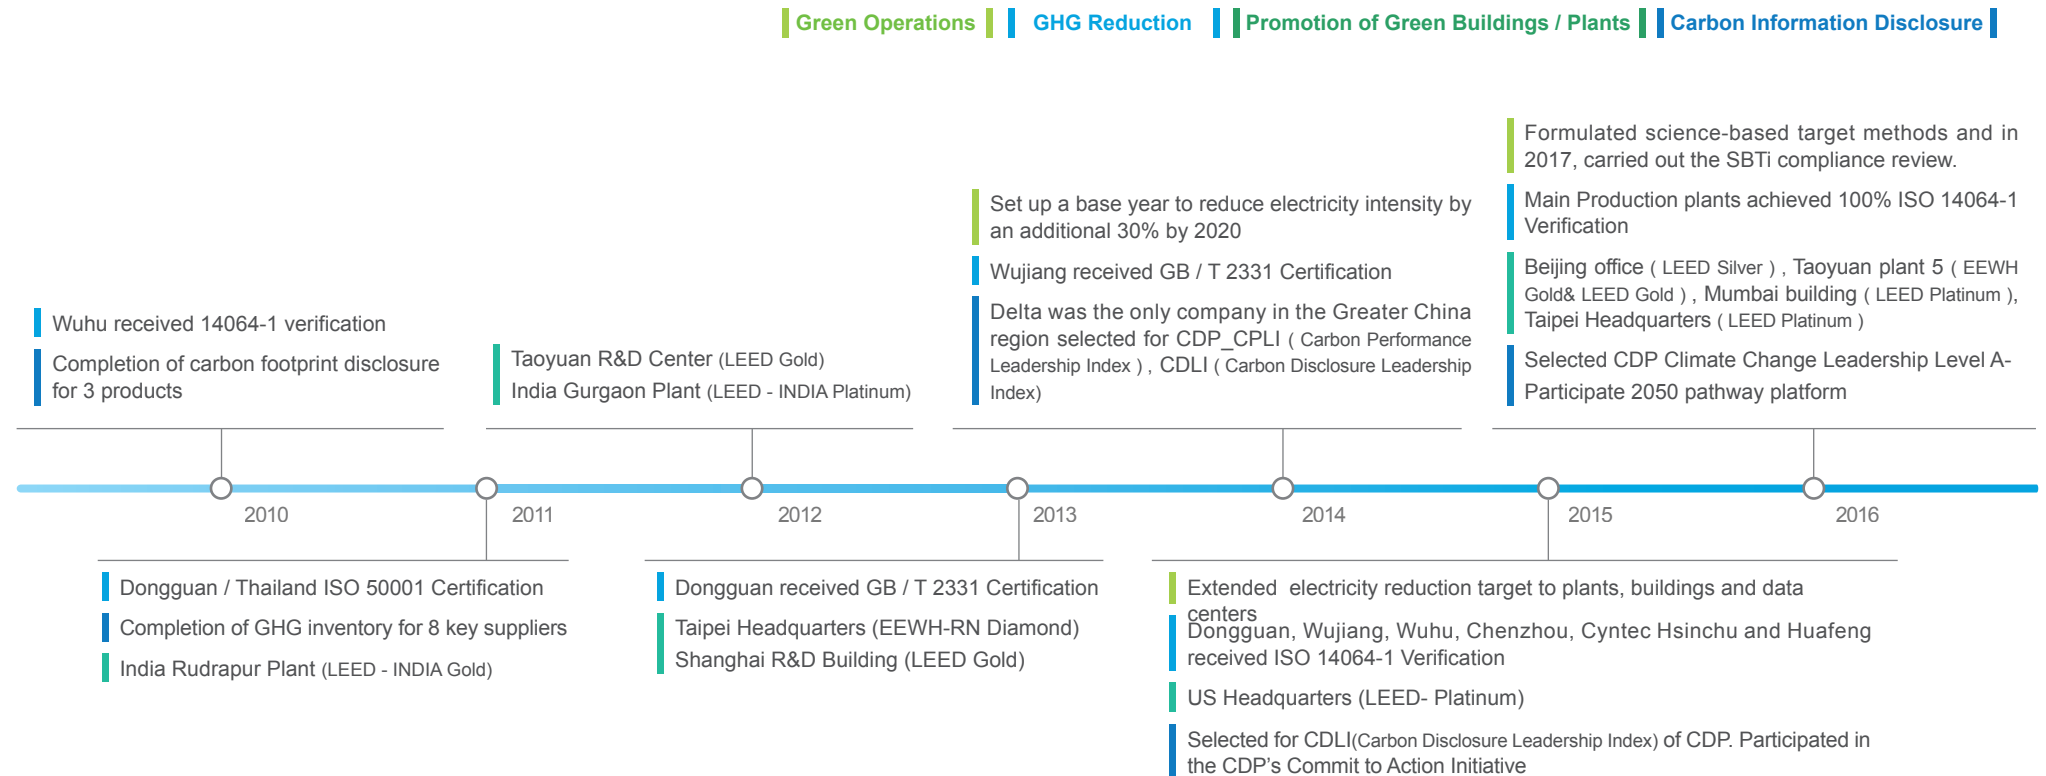 Green Operations
GHG Reduction
Promotion of Green Buildings / Plants
Carbon Information Disclosure
Wuhu received 14064-1 verification
Completion of carbon footprint disclosure
for 3 products
Taoyuan R&D Center (LEED Gold)
India Gurgaon Plant (LEED - INDIA Platinum)
Set up a base year to reduce electricity intensity by
an additional 30% by 2020
Wujiang received GB / T 2331 Certification
Delta was the only company in the Greater China
region selected for CDP_CPLI ( Carbon Performance
Leadership Index ) , CDLI ( Carbon Disclosure Leadership
Index)
Formulated science-based target methods and in
2017, carried out the SBTi compliance review.
Main Production plants achieved 100% ISO 14064-1
Verification
Beijing office ( LEED Silver ) , Taoyuan plant 5 ( EEWH
Gold& LEED Gold ) , Mumbai building ( LEED Platinum ),
Taipei Headquarters ( LEED Platinum )
Selected CDP Climate Change Leadership Level A-
Participate 2050 pathway platform
2010
2011
2012
2013
2014
2015
2016
Dongguan / Thailand ISO 50001 Certification
Completion of GHG inventory for 8 key suppliers
India Rudrapur Plant (LEED - INDIA Gold)
Dongguan received GB / T 2331 Certification
Taipei Headquarters (EEWH-RN Diamond)
Shanghai R&D Building (LEED Gold)
Extended electricity reduction target to plants, buildings and data
centers
Dongguan, Wujiang, Wuhu, Chenzhou, Cyntec Hsinchu and Huafeng
received ISO 14064-1 Verification
US Headquarters (LEED- Platinum)
Selected for CDLI(Carbon Disclosure Leadership Index) of CDP. Participated in
the CDP's Commit to Action Initiative